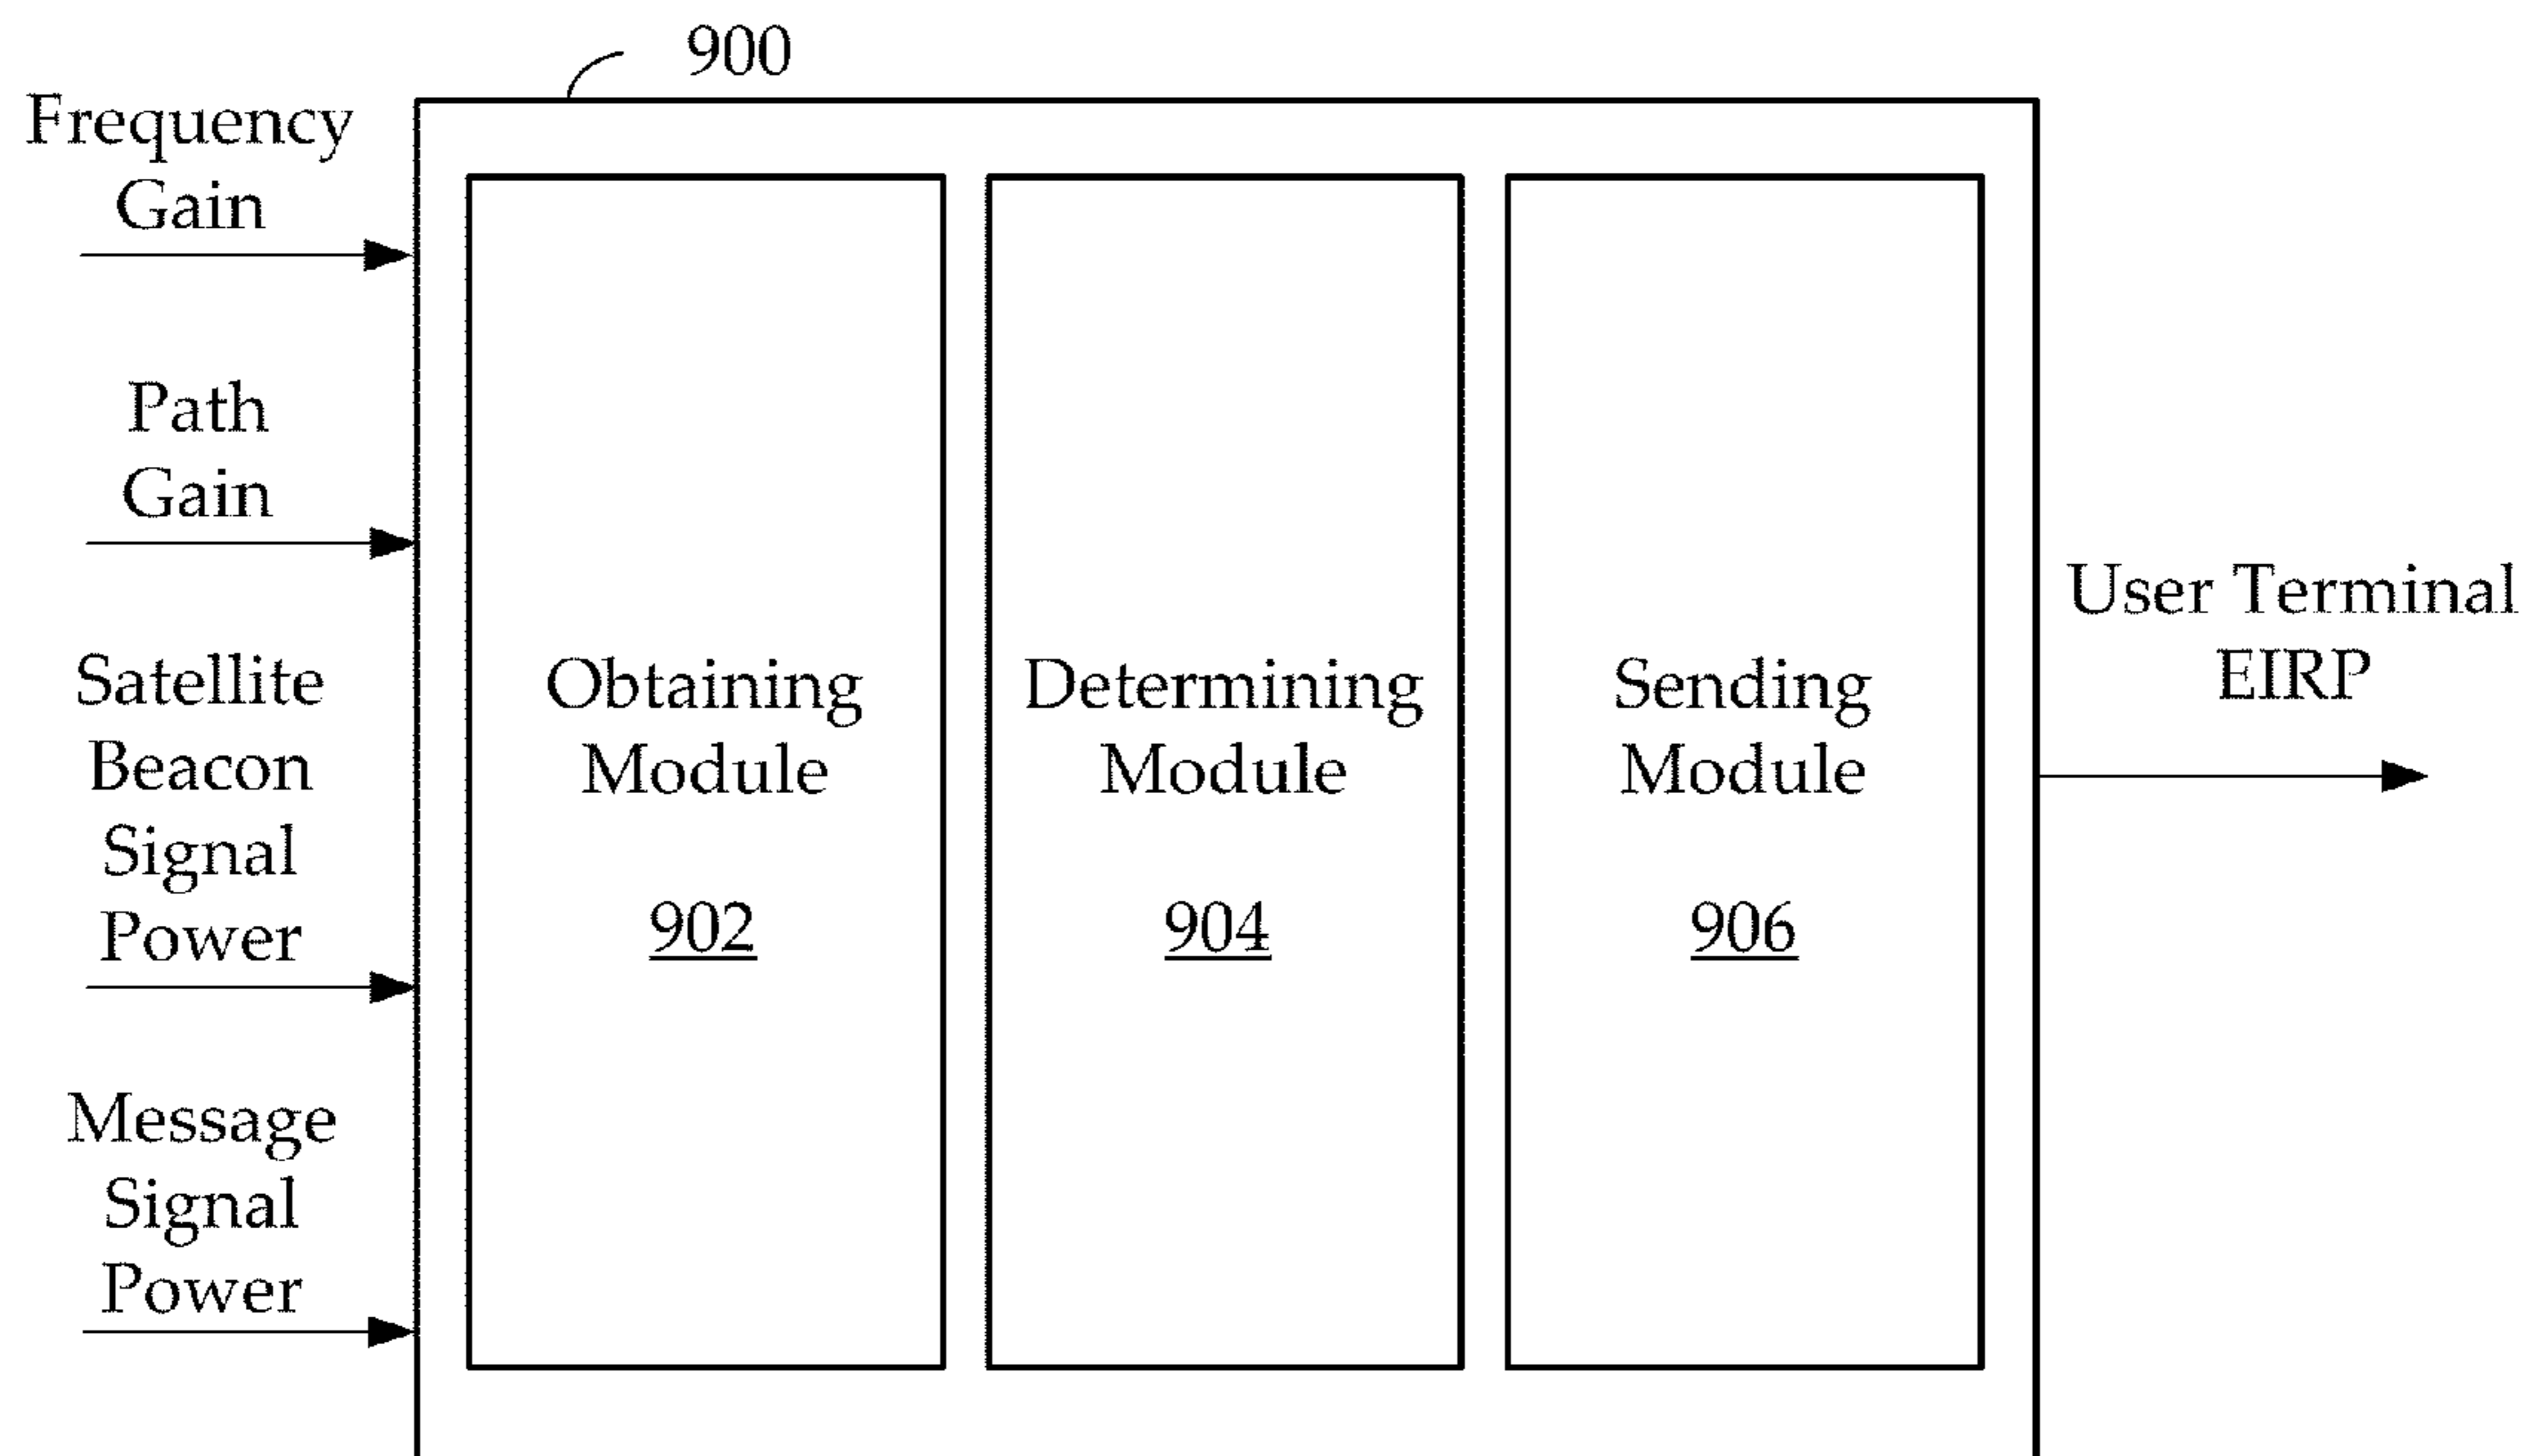 900
Frequency
Gain
Path
Gain
Satellite
Beacon
Signal
Power
Message
Signal
Power
Obtaining
Module
902
Determining
Module
904
Sending
Module
906
User Terminal
EIRP